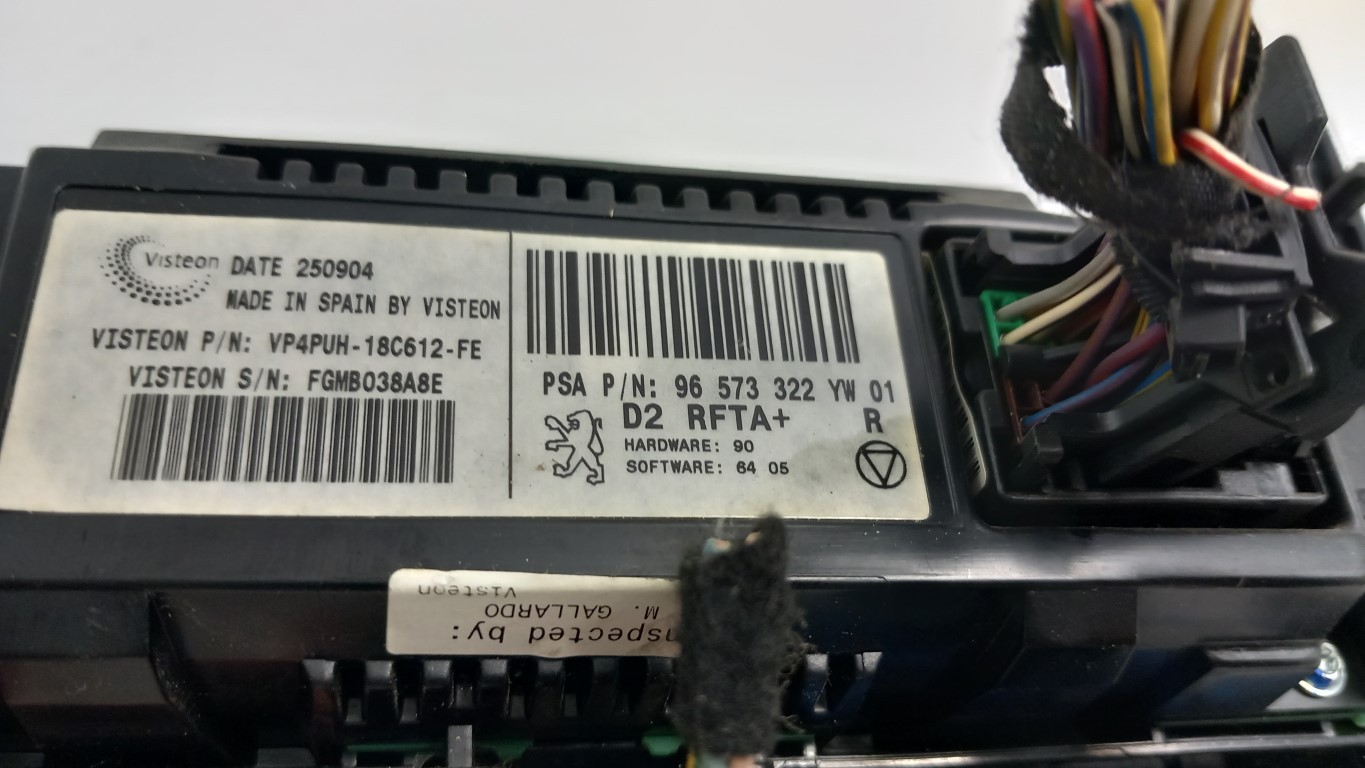 Visteon
DATE 250904
MADE IN SPAIN BY VISTEON
VISTEON P/N: VP4PUH-18C612-FE
VISTEON S/N: FGMB038A8E
PSA P/N: 96 573 322 YW 01
D2 RFTA+ R
HARDWARE: 90
SOFTWARE: 64 05
nspected by:
M. GALLARDO
Visteon